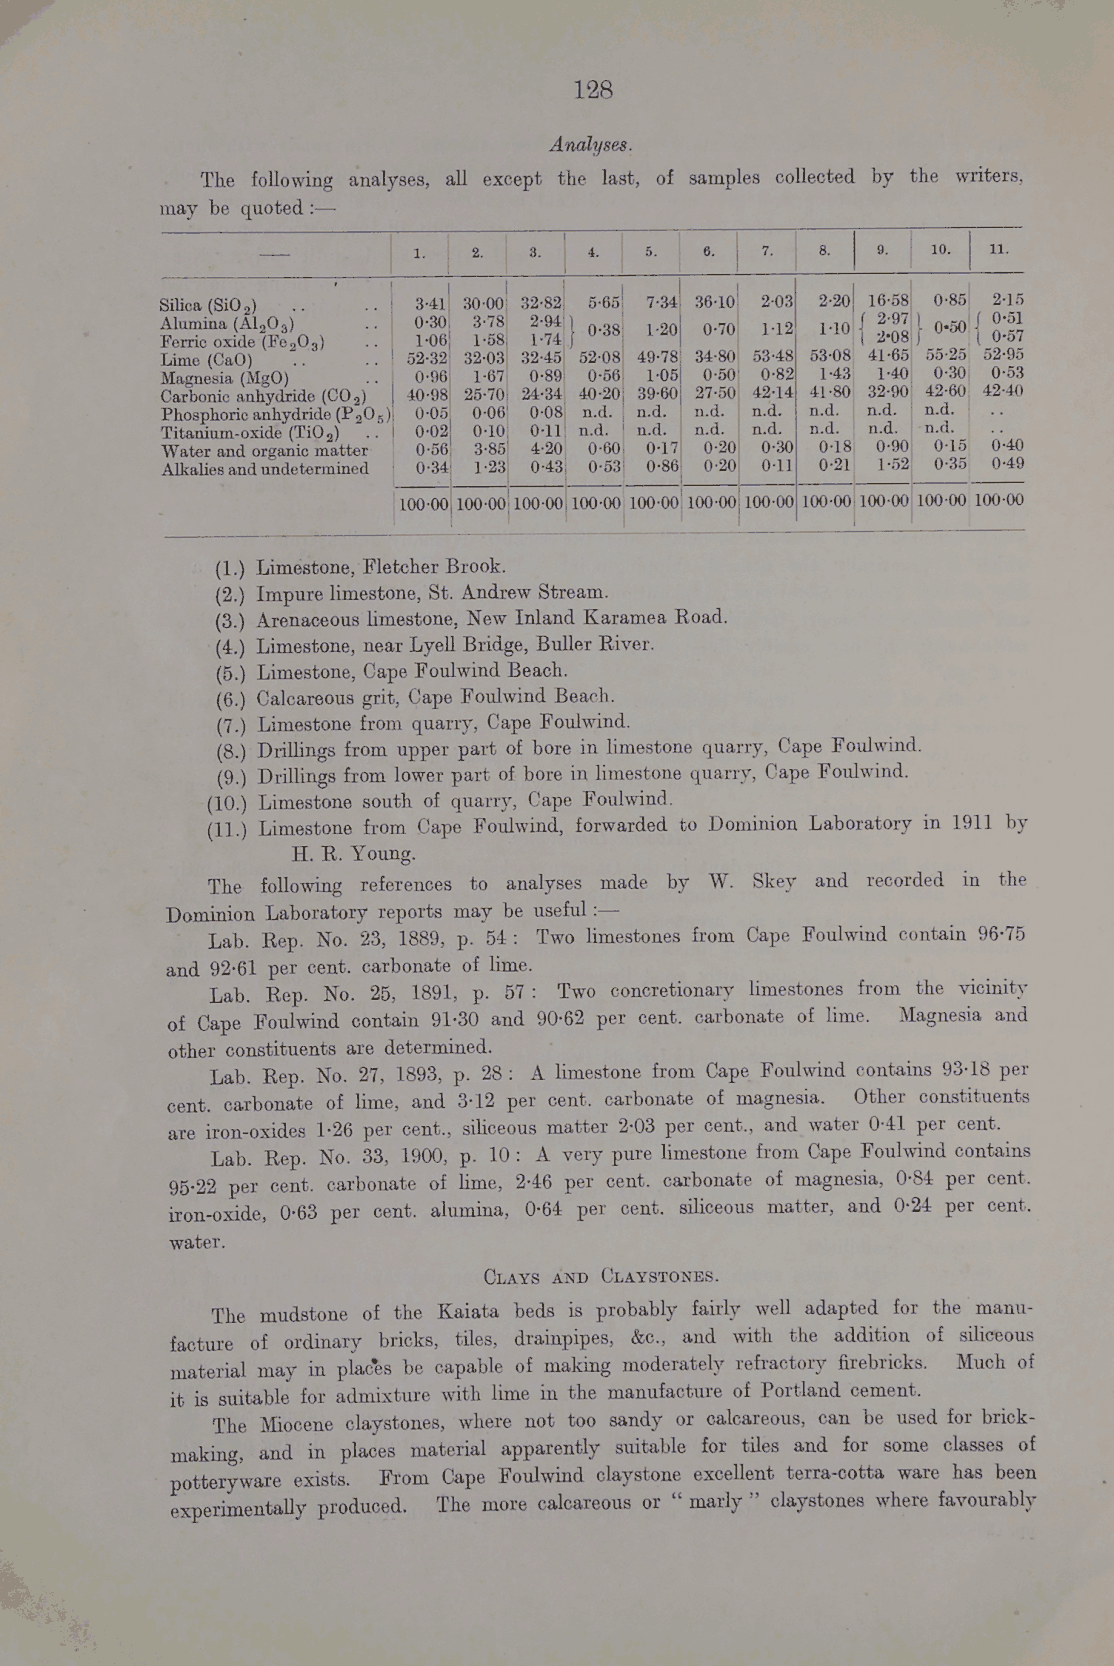 128
Analyses.
The following analyses, all except the last, of samples collected by the writers,
may be quoted :—
— 1. 2. 3. 4. 5. 6. 7. 8. 9. 10. 11.
Silica (SiO₂) .. .. 3·41 30·00 32·82 5·65 7·34 36·10 2·03 2·20 16·58 0·85 2·15
Alumina (Al₂O₃) .. 0·30 3·78 2·94 } 0·38 1·20 0·70 1·12 1·10 { 2·97 } 0·50 { 0·51
Ferric oxide (Fe₂O₃) .. 1·06 1·58 1·74 } { 2·08 } { 0·57
Lime (CaO) .. .. 52·32 32·03 32·45 52·08 49·78 34·80 53·48 53·08 41·65 55·25 52·95
Magnesia (MgO) .. 0·96 1·67 0·89 0·56 1·05 0·50 0·82 1·43 1·40 0·30 0·53
Carbonic anhydride (CO₂) 40·98 25·70 24·34 40·20 39·60 27·50 42·14 41·80 32·90 42·60 42·40
Phosphoric anhydride (P₂O₅) 0·05 0·06 0·08 n.d. n.d. n.d. n.d. n.d. n.d. n.d. ..
Titanium-oxide (TiO₂) .. 0·02 0·10 0·11 n.d. n.d. n.d. n.d. n.d. n.d. n.d. ..
Water and organic matter 0·56 3·85 4·20 0·60 0·17 0·20 0·30 0·18 0·90 0·15 0·40
Alkalies and undetermined 0·34 1·23 0·43 0·53 0·86 0·20 0·11 0·21 1·52 0·35 0·49
100·00 100·00 100·00 100·00 100·00 100·00 100·00 100·00 100·00 100·00 100·00
(1.) Limestone, Fletcher Brook.
(2.) Impure limestone, St. Andrew Stream.
(3.) Arenaceous limestone, New Inland Karamea Road.
(4.) Limestone, near Lyell Bridge, Buller River.
(5.) Limestone, Cape Foulwind Beach.
(6.) Calcareous grit, Cape Foulwind Beach.
(7.) Limestone from quarry, Cape Foulwind.
(8.) Drillings from upper part of bore in limestone quarry, Cape Foulwind.
(9.) Drillings from lower part of bore in limestone quarry, Cape Foulwind.
(10.) Limestone south of quarry, Cape Foulwind.
(11.) Limestone from Cape Foulwind, forwarded to Dominion Laboratory in 1911 by
H. R. Young.
The following references to analyses made by W. Skey and recorded in the
Dominion Laboratory reports may be useful :—
Lab. Rep. No. 23, 1889, p. 54 : Two limestones from Cape Foulwind contain 96·75
and 92·61 per cent. carbonate of lime.
Lab. Rep. No. 25, 1891, p. 57 : Two concretionary limestones from the vicinity
of Cape Foulwind contain 91·30 and 90·62 per cent. carbonate of lime. Magnesia and
other constituents are determined.
Lab. Rep. No. 27, 1893, p. 28 : A limestone from Cape Foulwind contains 93·18 per
cent. carbonate of lime, and 3·12 per cent. carbonate of magnesia. Other constituents
are iron-oxides 1·26 per cent., siliceous matter 2·03 per cent., and water 0·41 per cent.
Lab. Rep. No. 33, 1900, p. 10 : A very pure limestone from Cape Foulwind contains
95·22 per cent. carbonate of lime, 2·46 per cent. carbonate of magnesia, 0·84 per cent.
iron-oxide, 0·63 per cent. alumina, 0·64 per cent. siliceous matter, and 0·24 per cent.
water.
CLAYS AND CLAYSTONES.
The mudstone of the Kaiata beds is probably fairly well adapted for the manu-
facture of ordinary bricks, tiles, drainpipes, &c., and with the addition of siliceous
material may in places be capable of making moderately refractory firebricks. Much of
it is suitable for admixture with lime in the manufacture of Portland cement.
The Miocene claystones, where not too sandy or calcareous, can be used for brick-
making, and in places material apparently suitable for tiles and for some classes of
potteryware exists. From Cape Foulwind claystone excellent terra-cotta ware has been
experimentally produced. The more calcareous or “ marly ” claystones where favourably